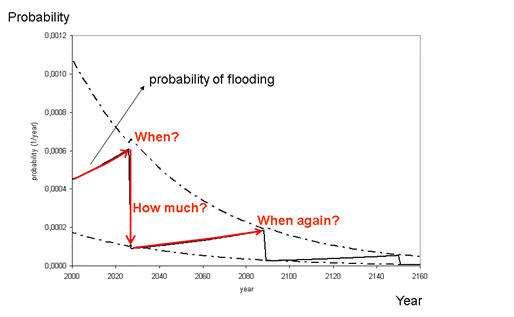 Probability
0,0012
0,0010
0,0008
0,0006
0,0004
0,0002
0,0000
probability (1/year)
probability of flooding
When?
How much?
When again?
2000
2020
2040
2060
2080
2100
2120
2140
2160
year
Year